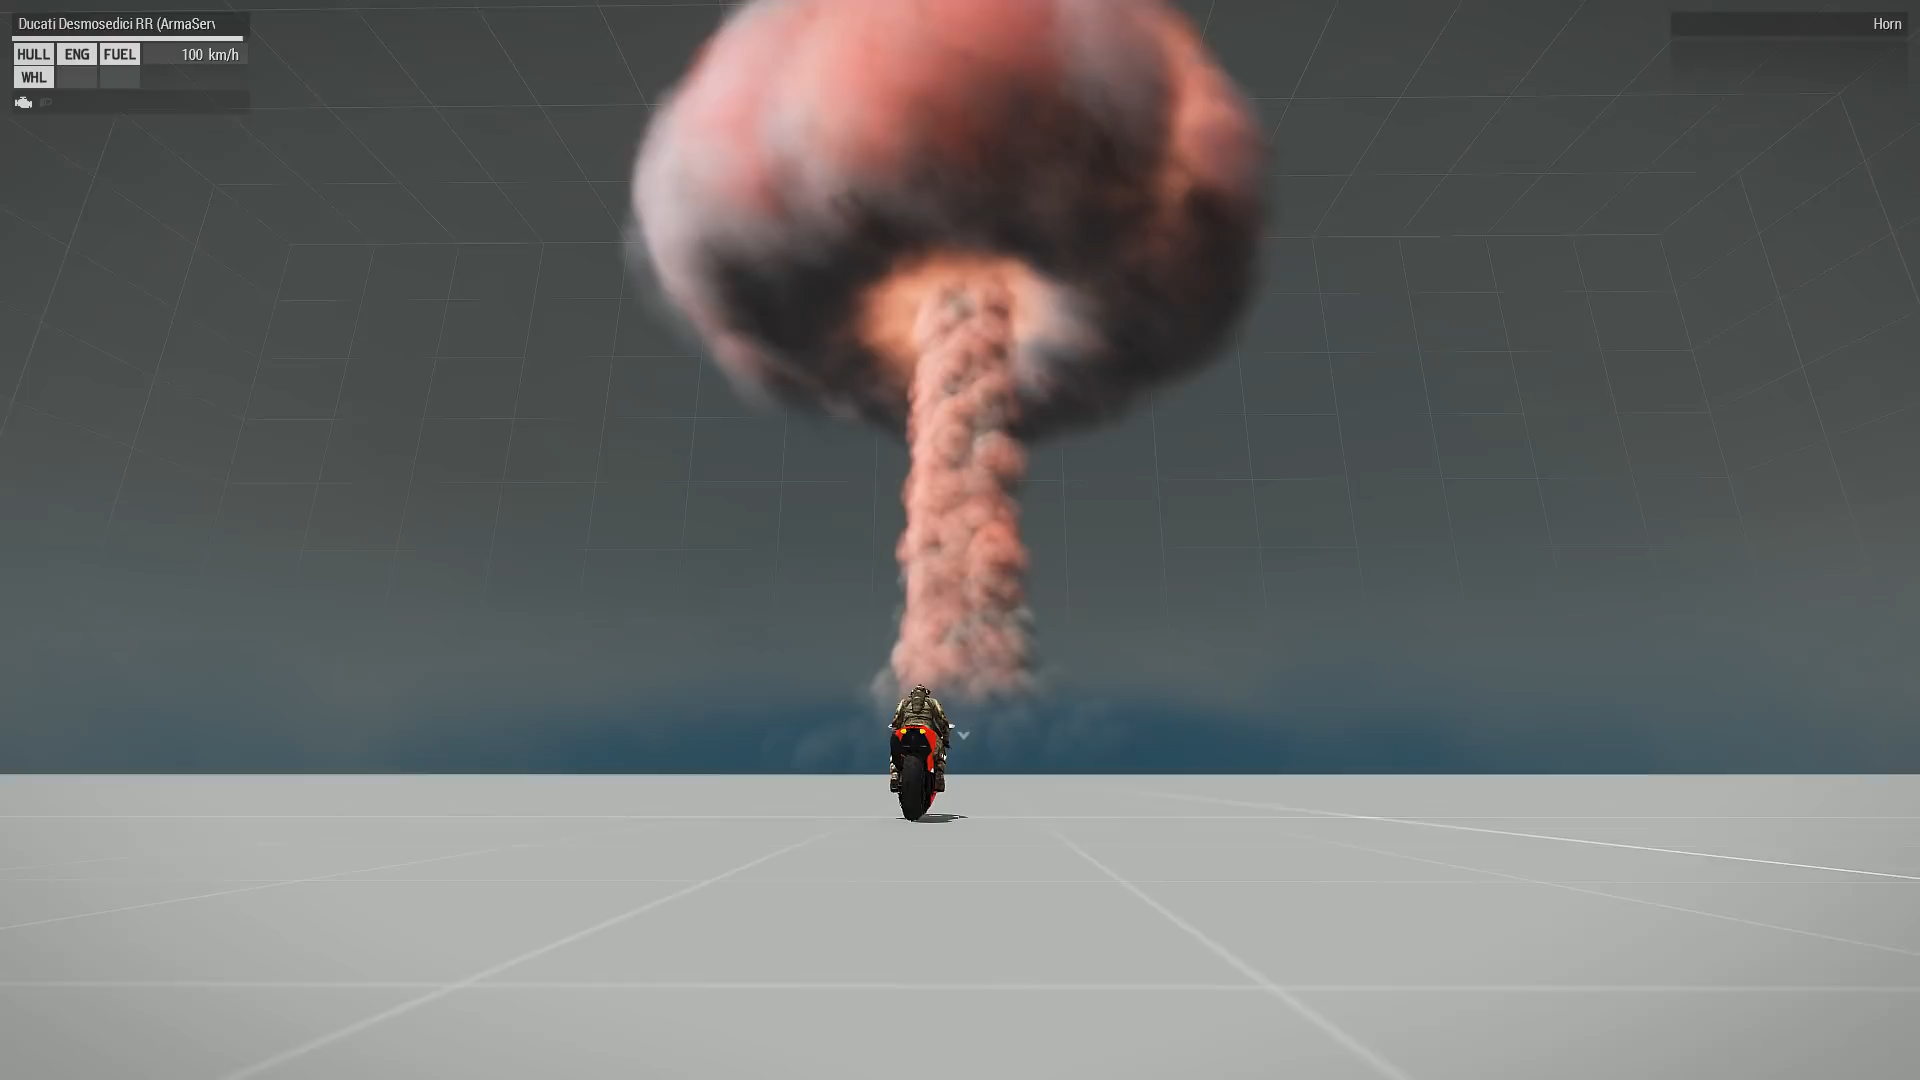 Ducati Desmosedici RR (ArmaServ
HULL ENG FUEL 100 km/h
WHL
Horn